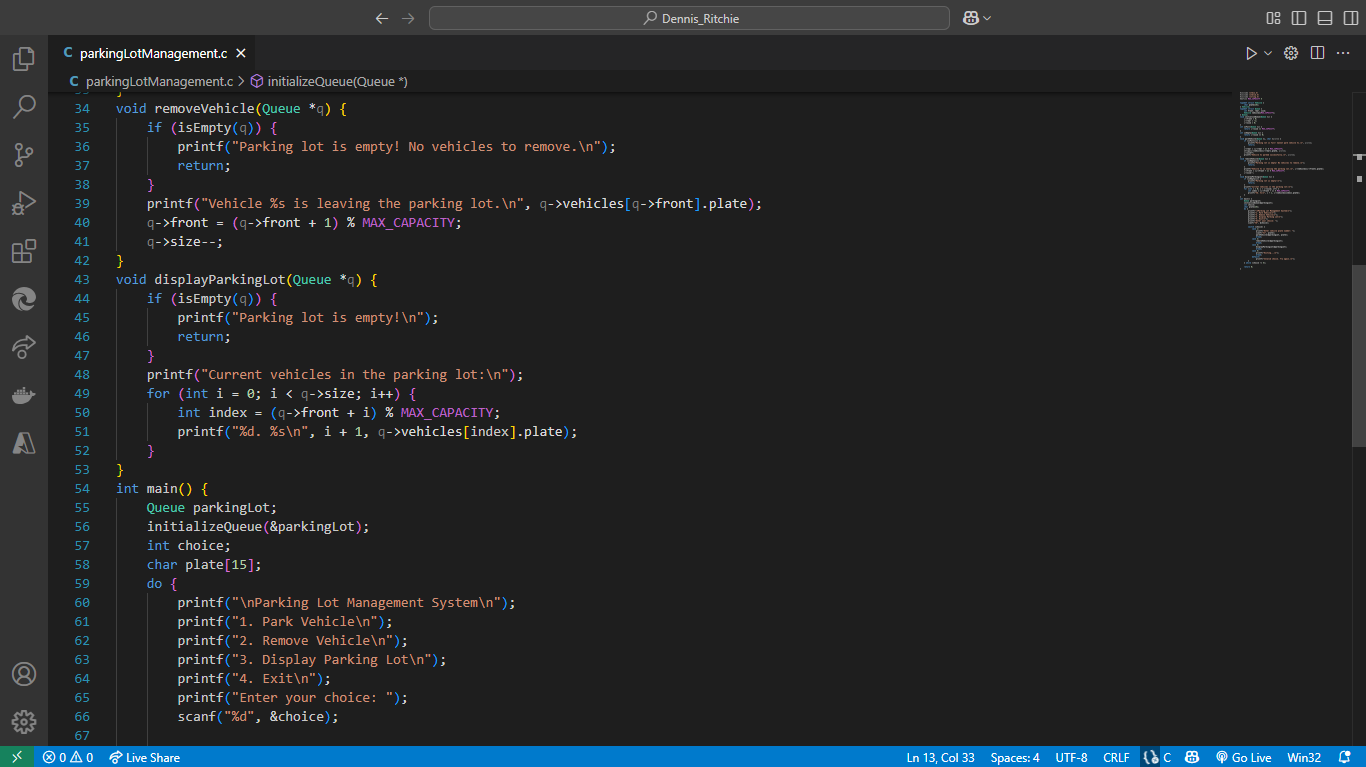 Dennis_Ritchie
C parkingLotManagement.c
C parkingLotManagement.c > initializeQueue(Queue *)
34 void removeVehicle(Queue *q) {
35 if (isEmpty(q)) {
36 printf("Parking lot is empty! No vehicles to remove.\n");
37 return;
38 }
39 printf("Vehicle %s is leaving the parking lot.\n", q->vehicles[q->front].plate);
40 q->front = (q->front + 1) % MAX_CAPACITY;
41 q->size--;
42 }
43 void displayParkingLot(Queue *q) {
44 if (isEmpty(q)) {
45 printf("Parking lot is empty!\n");
46 return;
47 }
48 printf("Current vehicles in the parking lot:\n");
49 for (int i = 0; i < q->size; i++) {
50 int index = (q->front + i) % MAX_CAPACITY;
51 printf("%d. %s\n", i + 1, q->vehicles[index].plate);
52 }
53 }
54 int main() {
55 Queue parkingLot;
56 initializeQueue(&parkingLot);
57 int choice;
58 char plate[15];
59 do {
60 printf("\nParking Lot Management System\n");
61 printf("1. Park Vehicle\n");
62 printf("2. Remove Vehicle\n");
63 printf("3. Display Parking Lot\n");
64 printf("4. Exit\n");
65 printf("Enter your choice: ");
66 scanf("%d", &choice);
67
0 0 Live Share Ln 13, Col 33 Spaces: 4 UTF-8 CRLF C Go Live Win32